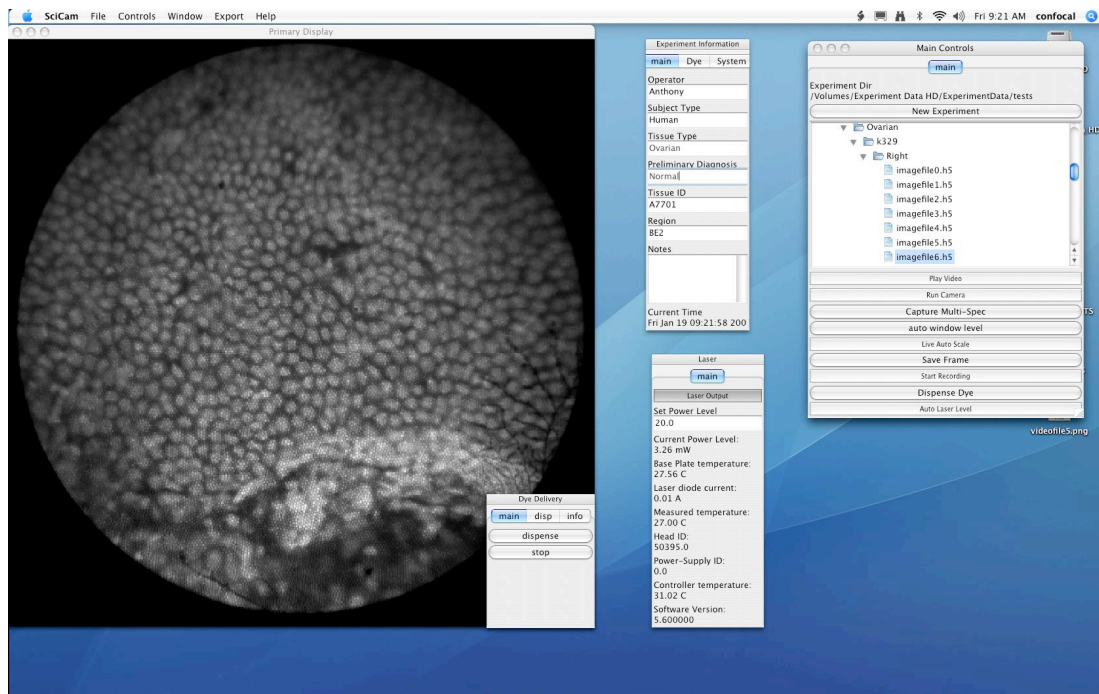 SciCam File Controls Window Export Help
Fri 9:21 AM confocal
Primary Display
Experiment Information
main Dye System
Operator
Anthony
Subject Type
Human
Tissue Type
Ovarian
Preliminary Diagnosis
Normal
Tissue ID
A7701
Region
BE2
Notes
Current Time
Fri Jan 19 09:21:58 200
Laser
main
Laser Output
Set Power Level
20.0
Current Power Level:
3.26 mW
Base Plate temperature:
27.56 C
Laser diode current:
0.01 A
Measured temperature:
27.00 C
Head ID:
50395.0
Power-Supply ID:
0.0
Controller temperature:
31.02 C
Software Version:
5.600000
Dye Delivery
main disp info
dispense
stop
Main Controls
main
Experiment Dir
/Volumes/Experiment Data HD/ExperimentData/tests
New Experiment
Ovarian
k329
Right
imagefile0.h5
imagefile1.h5
imagefile2.h5
imagefile3.h5
imagefile4.h5
imagefile5.h5
imagefile6.h5
Play Video
Run Camera
Capture Multi-Spec
auto window level
Live Auto Scale
Save Frame
Start Recording
Dispense Dye
Auto Laser Level
HD
TS
videofile5.png